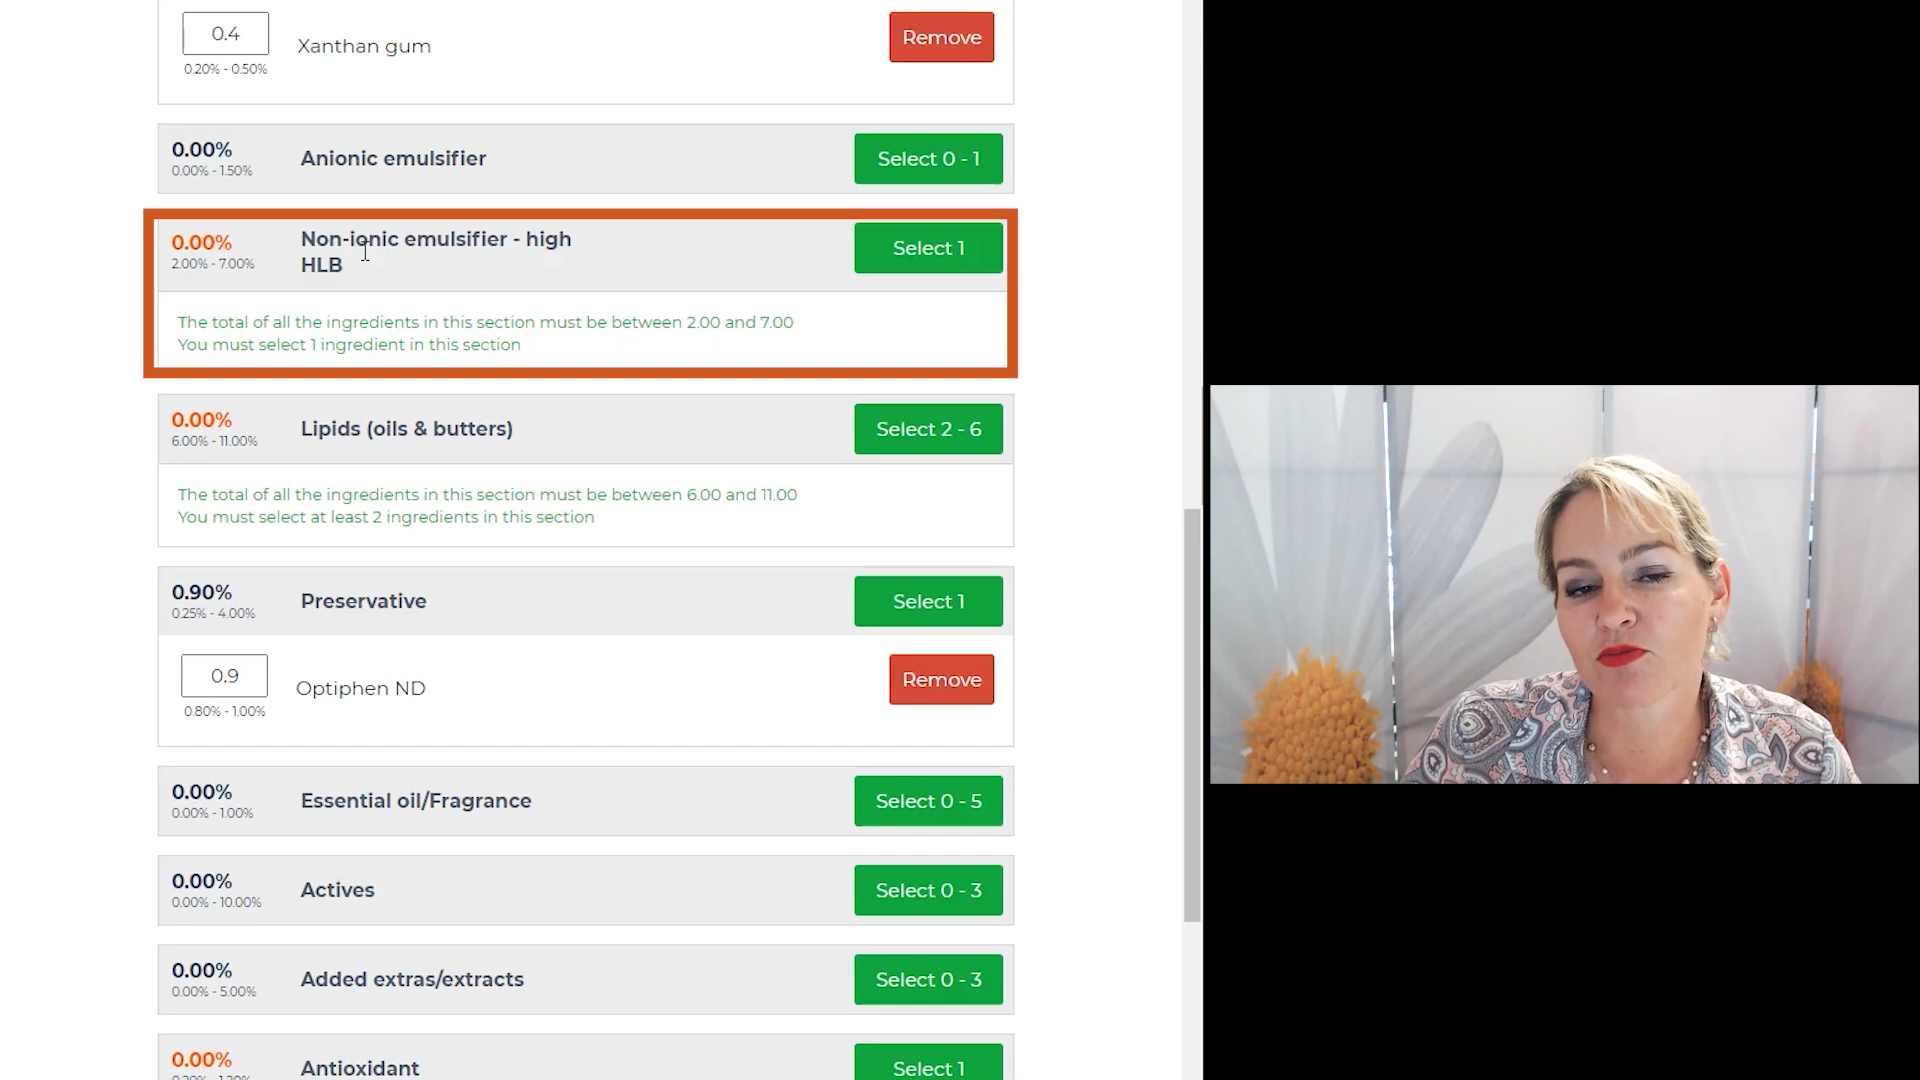 0.4
Xanthan gum
Remove
0.20% - 0.50%
0.00%
0.00% - 1.50%
Anionic emulsifier
Select 0 - 1
0.00%
2.00% - 7.00%
Non-ionic emulsifier - high
HLB
Select 1
The total of all the ingredients in this section must be between 2.00 and 7.00
You must select 1 ingredient in this section
0.00%
6.00% - 11.00%
Lipids (oils & butters)
Select 2 - 6
The total of all the ingredients in this section must be between 6.00 and 11.00
You must select at least 2 ingredients in this section
0.90%
0.25% - 4.00%
Preservative
Select 1
0.9
Optiphen ND
Remove
0.80% - 1.00%
0.00%
0.00% - 1.00%
Essential oil/Fragrance
Select 0 - 5
0.00%
0.00% - 10.00%
Actives
Select 0 - 3
0.00%
0.00% - 5.00%
Added extras/extracts
Select 0 - 3
0.00%
Antioxidant
Select 1